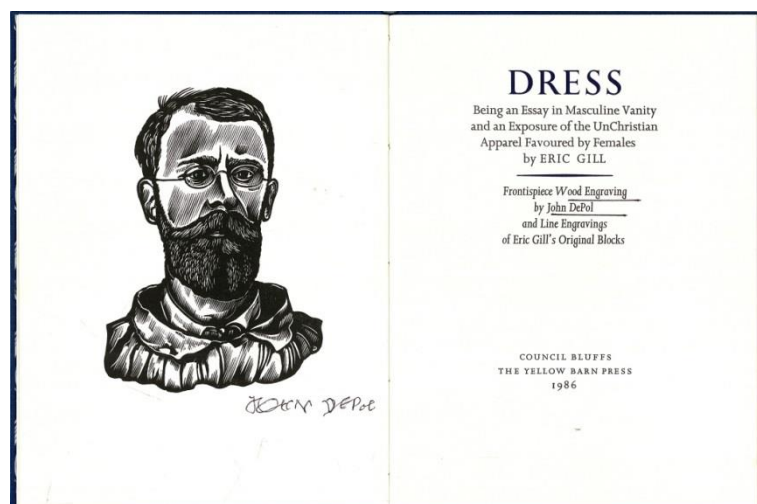 JOHN DEPOL
DRESS
Being an Essay in Masculine Vanity
and an Exposure of the UnChristian
Apparel Favoured by Females
by ERIC GILL
Frontispiece Wood Engraving
by John DePol
and Line Engravings
of Eric Gill's Original Blocks
COUNCIL BLUFFS
THE YELLOW BARN PRESS
1986